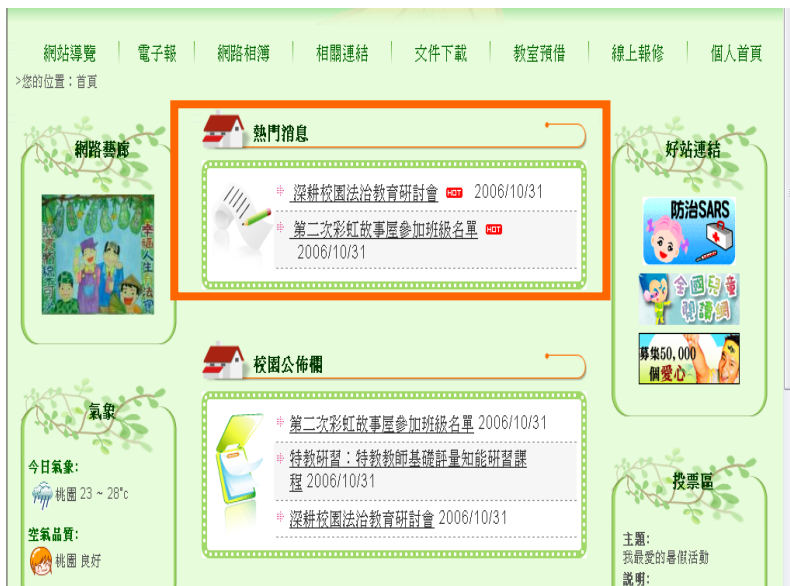 網站導覽 電子報 網路相簿 相關連結 文件下載 教室預借 線上報修 個人首頁
>您的位置：首頁
網路藝廊
熱門消息
深耕校園法治教育研討會 HOT 2006/10/31
第二次彩虹故事屋參加班級名單 HOT
2006/10/31
校園公佈欄
第二次彩虹故事屋參加班級名單 2006/10/31
特教研習：特教教師基礎評量知能研習課
程 2006/10/31
深耕校園法治教育研討會 2006/10/31
氣象
今日氣象:
桃園 23 ~ 28°c
空氣品質:
桃園 良好
好站連結
防治SARS
全國兒童
閱讀網
募集50,000
個愛心
投票區
主題:
我最愛的暑假活動
説明: